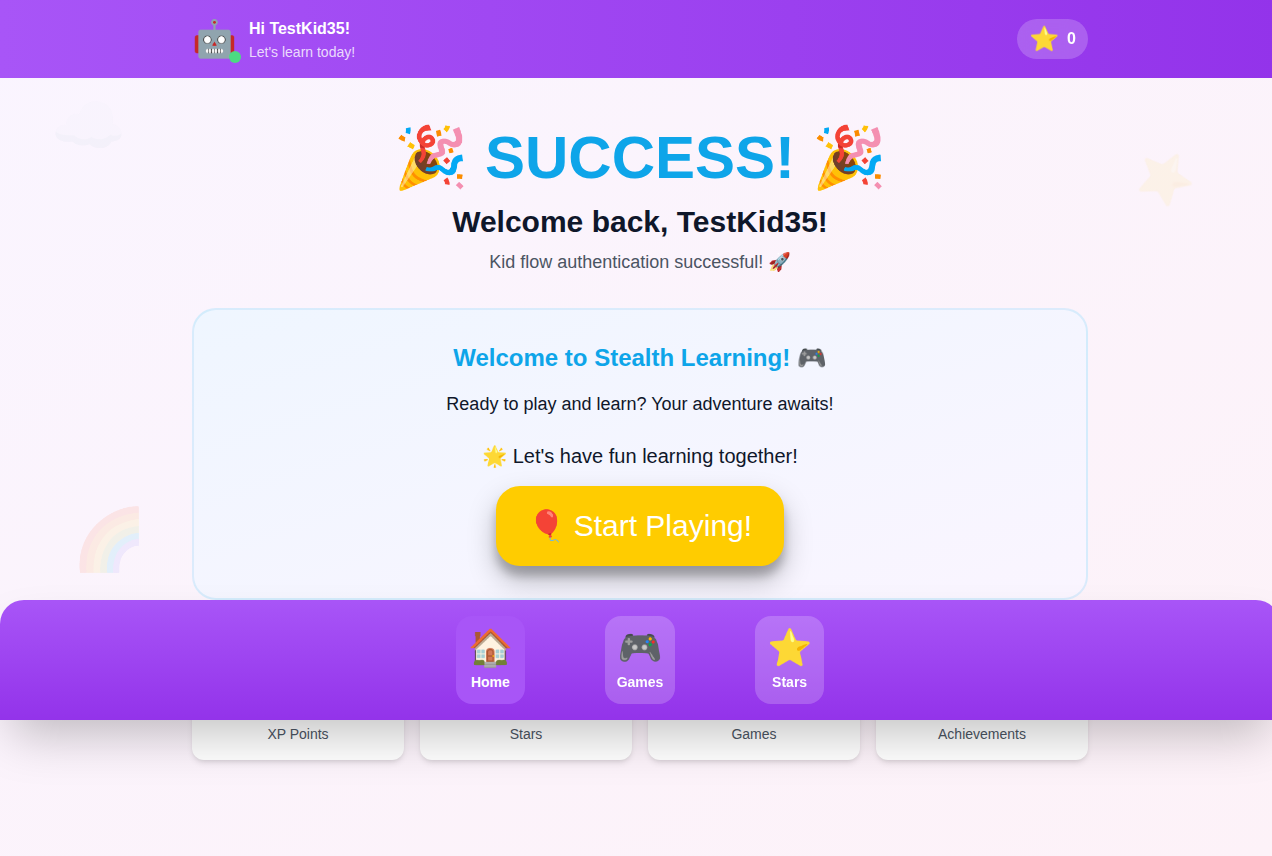 Hi TestKid35!
Let's learn today!
0
SUCCESS!
Welcome back, TestKid35!
Kid flow authentication successful! 🚀
Welcome to Stealth Learning! 🎮
Ready to play and learn? Your adventure awaits!
🌟 Let's have fun learning together!
🎈 Start Playing!
Home
Games
Stars
XP Points
Stars
Games
Achievements